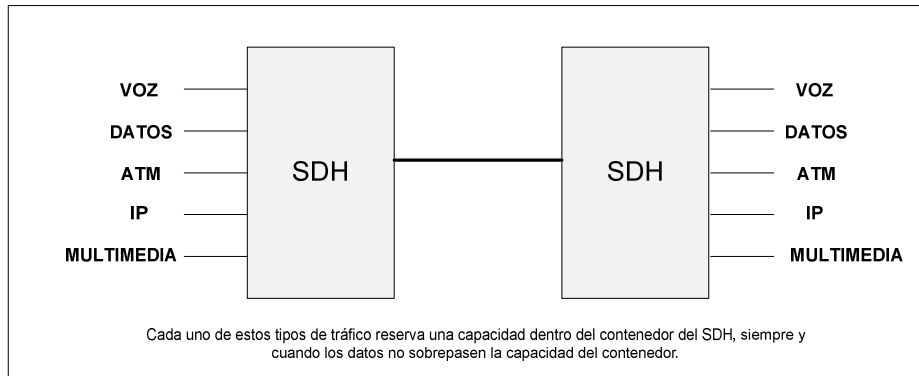 VOZ
DATOS
ATM
IP
MULTIMEDIA
SDH
SDH
VOZ
DATOS
ATM
IP
MULTIMEDIA
Cada uno de estos tipos de tráfico reserva una capacidad dentro del contenedor del SDH, siempre y
cuando los datos no sobrepasen la capacidad del contenedor.